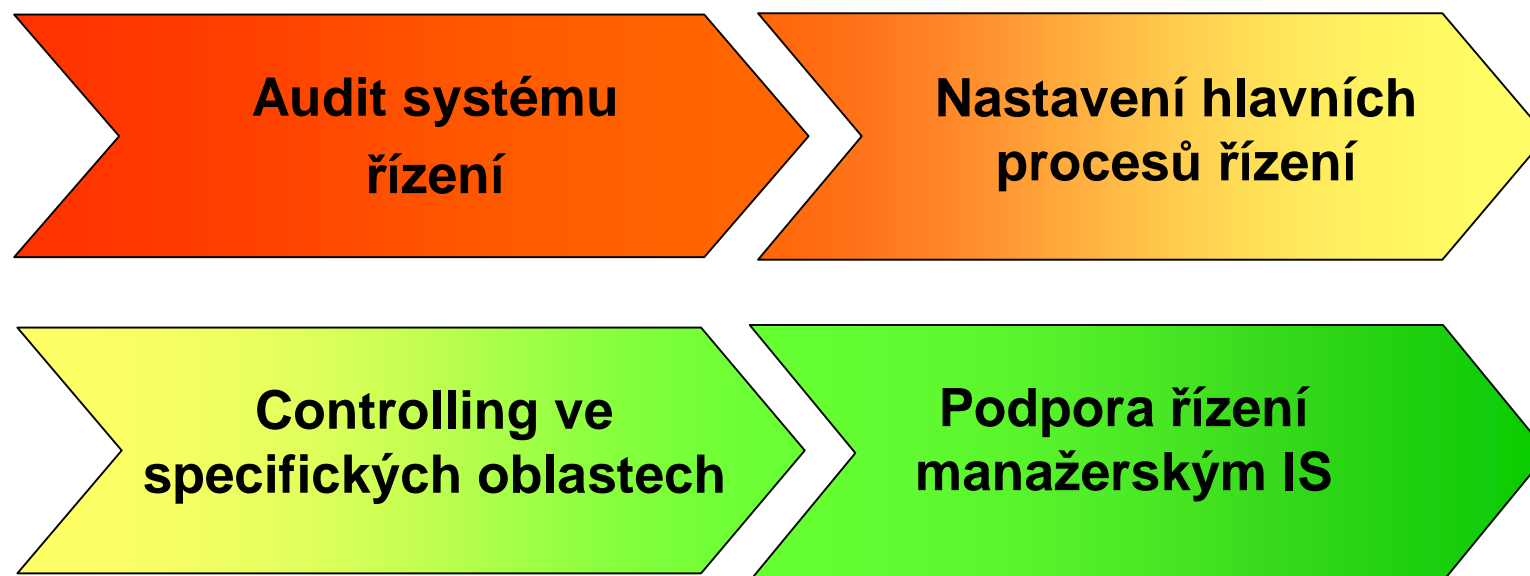 Audit systému
řízení
Nastavení hlavních
procesů řízení
Controlling ve
specifických oblastech
Podpora řízení
manažerským IS